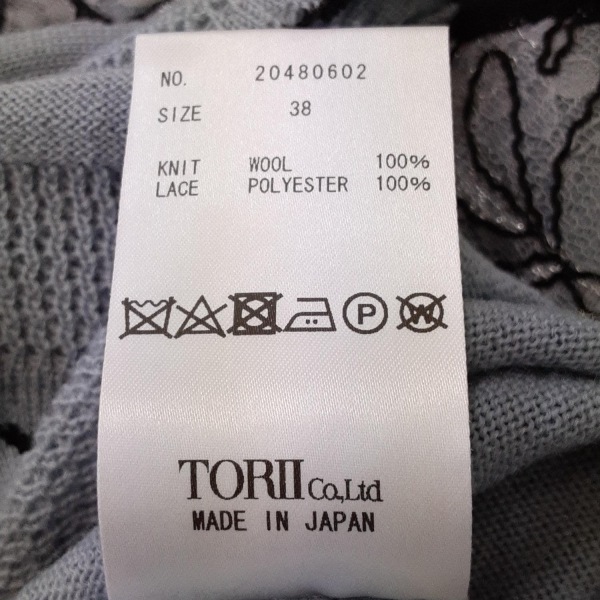 NO. 20480602
SIZE 38
KNIT WOOL 100%
LACE POLYESTER 100%
P W
TORII Co,Ltd
MADE IN JAPAN